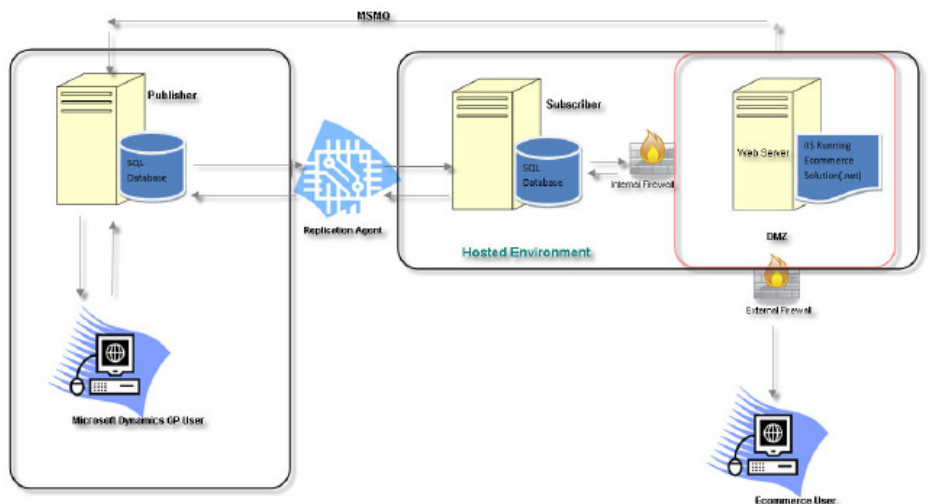 MSMQ
Publisher
SQL
Database
Replication Agent
Subscriber
SQL
Database
Internal Firewall
Web Server
IIS Running
Ecommerce
Solution(.net)
DMZ
Hosted Environment
External Firewall
Microsoft Dynamics GP User
Ecommerce User